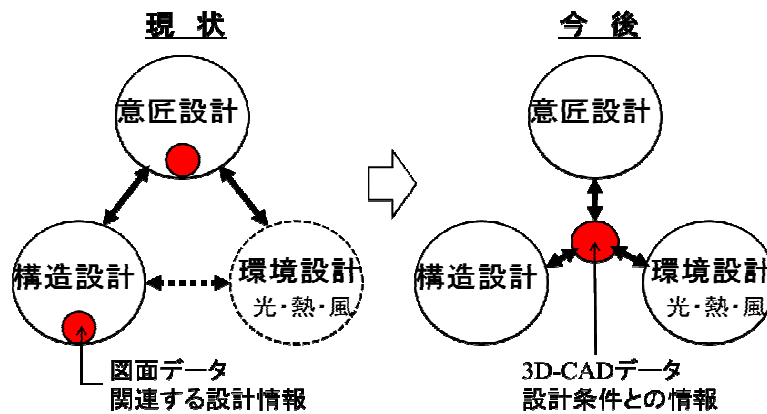 現 状
意匠設計
構造設計
環境設計
光・熱・風
図面データ
関連する設計情報
今 後
意匠設計
構造設計
環境設計
光・熱・風
3D-CADデータ
設計条件との情報